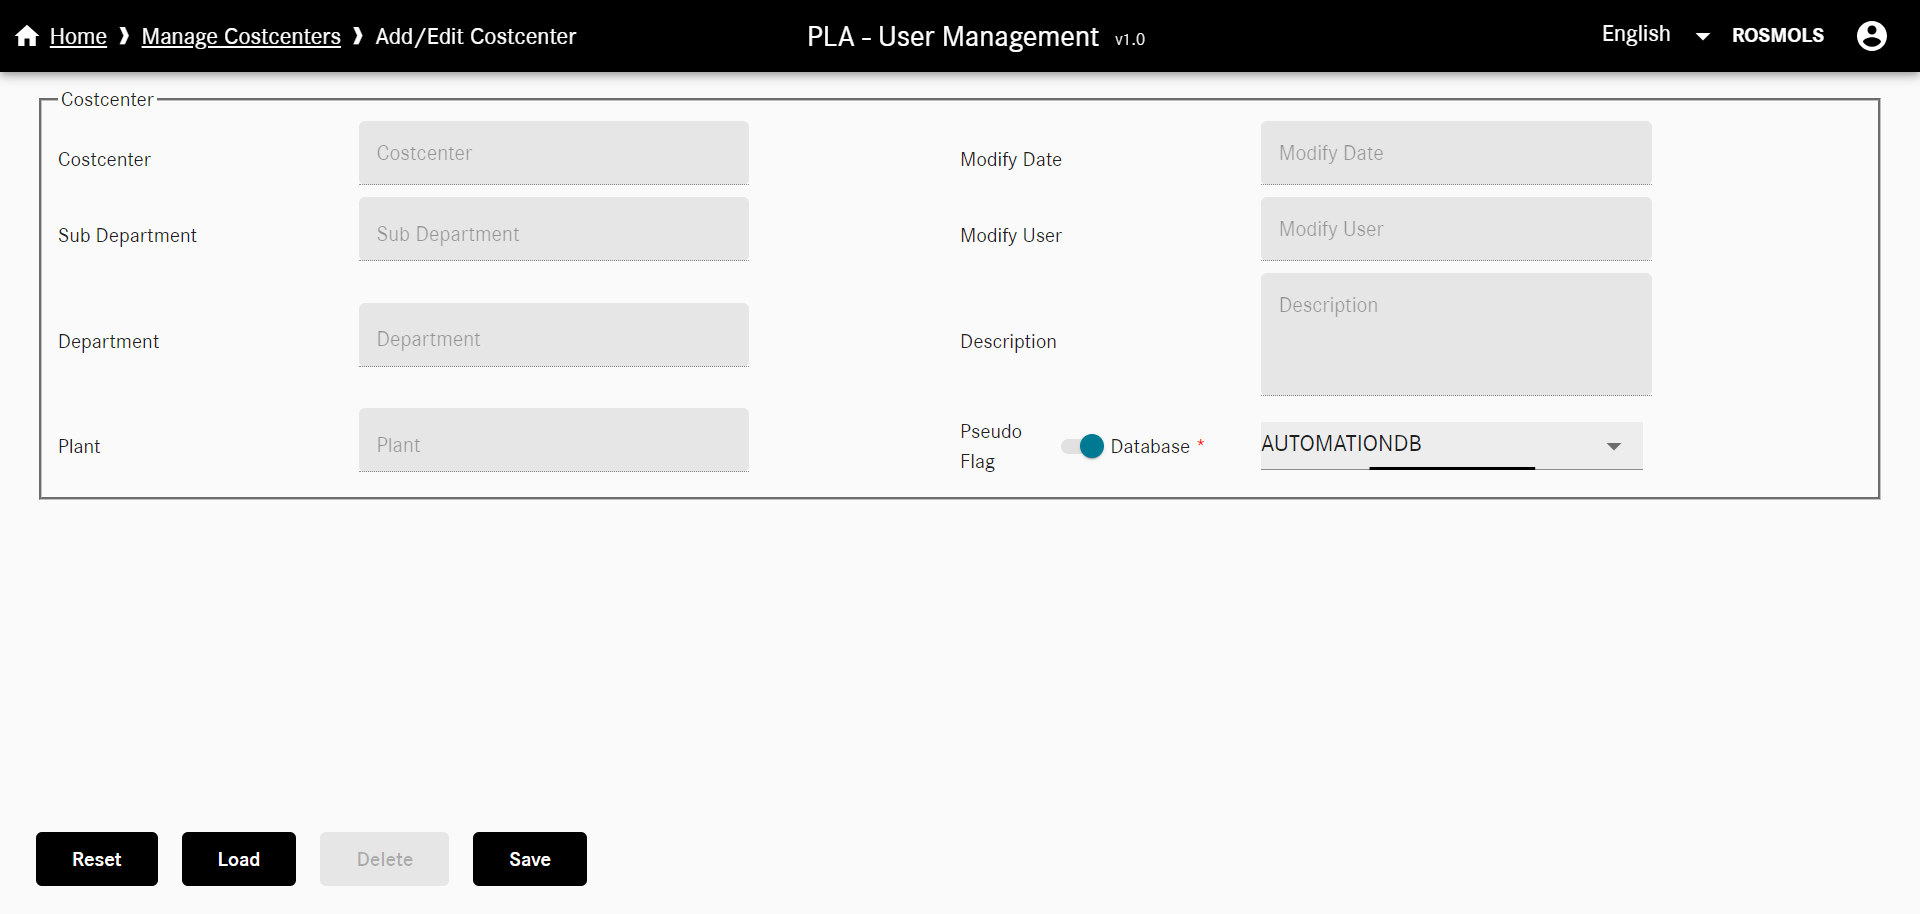 Home ❱ Manage Costcenters ❱ Add/Edit Costcenter
PLA - User Management v1.0
English
ROSMOLS
Costcenter
Costcenter
Costcenter
Modify Date
Modify Date
Sub Department
Sub Department
Modify User
Modify User
Department
Department
Description
Description
Plant
Plant
Pseudo
Flag
Database *
AUTOMATIONDB
Reset
Load
Delete
Save